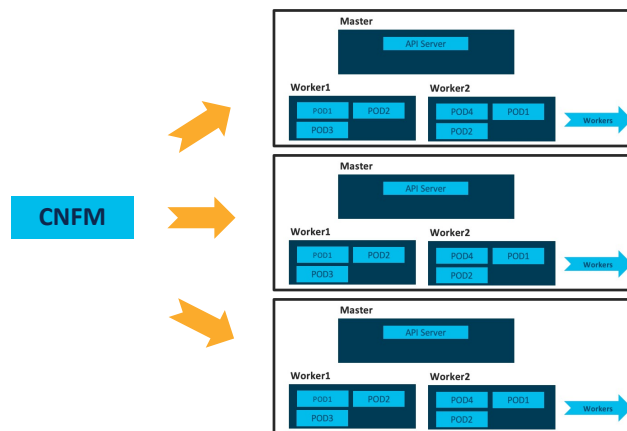 Master
API Server
Worker1 Worker2
POD1 POD2 POD4 POD1
POD3 POD2
Workers
CNFM
Master
API Server
Worker1 Worker2
POD1 POD2 POD4 POD1
POD3 POD2
Workers
Master
API Server
Worker1 Worker2
POD1 POD2 POD4 POD1
POD3 POD2
Workers